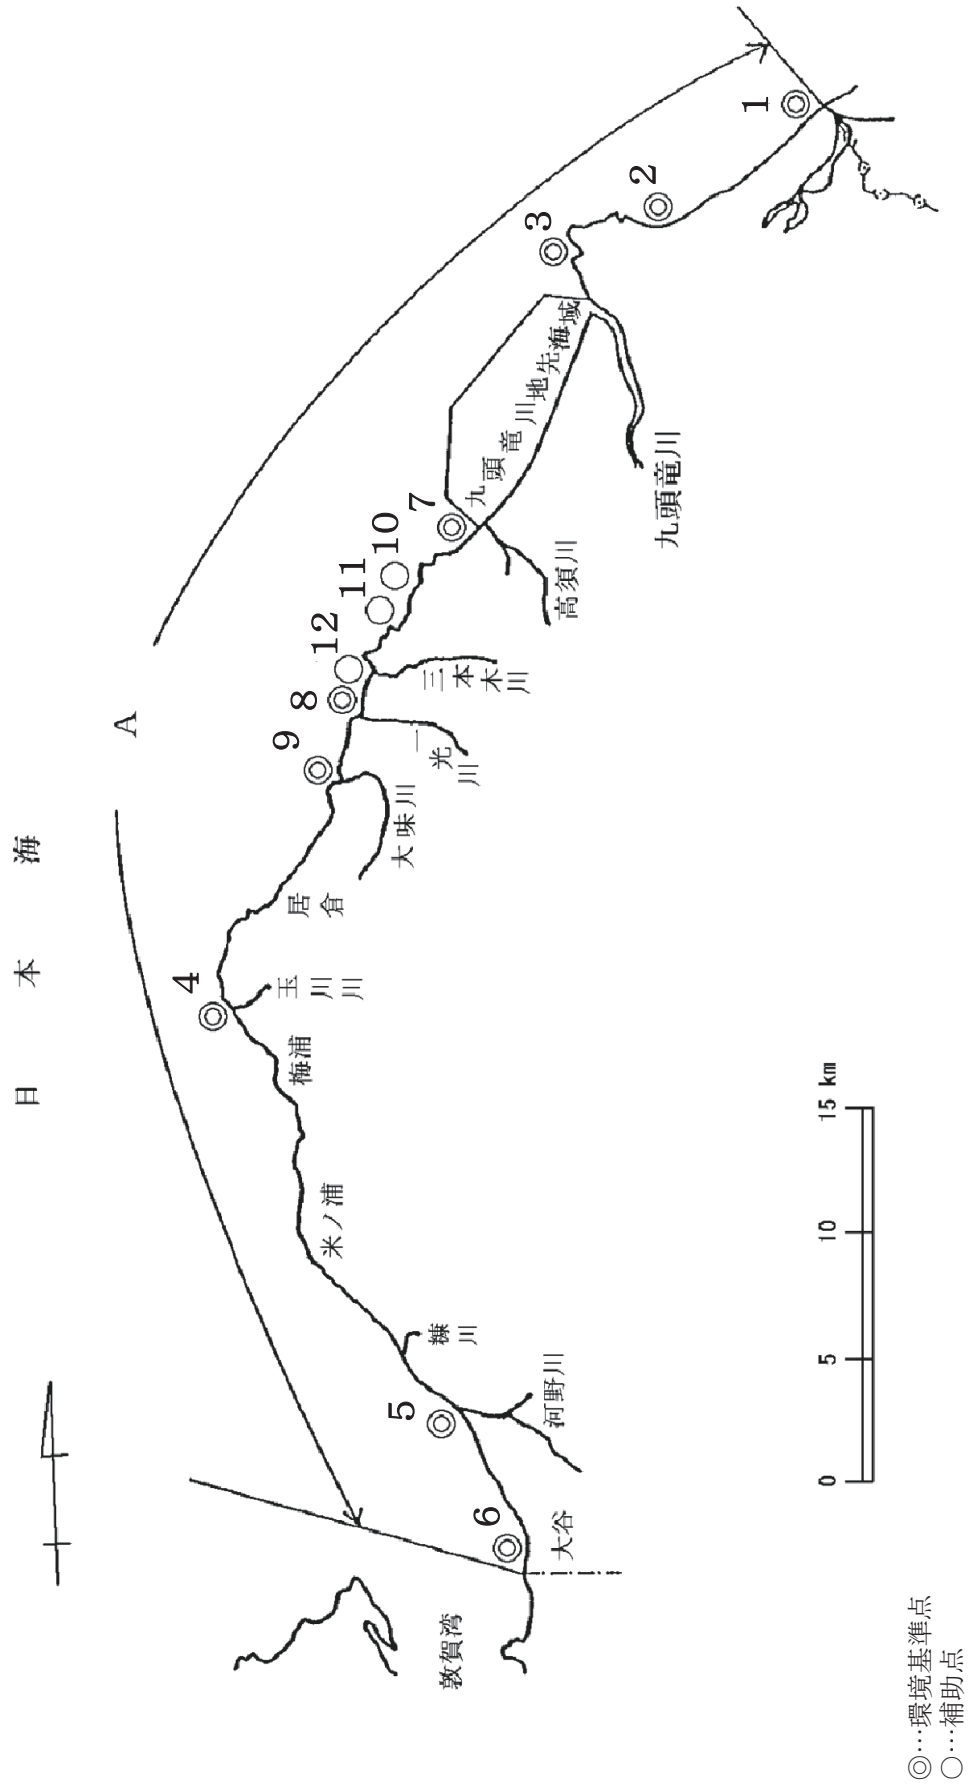 日本海
A
1
2
3
九頭竜川地先海域
九頭竜川
7
高須川
10
11
12
三本木川
8
一光川
9
大味川
居倉
4
玉川川
梅浦
米ノ浦
糠川
5
河野川
6
大谷
敦賀湾
0 5 10 15 km
◎…環境基準点
○…補助点